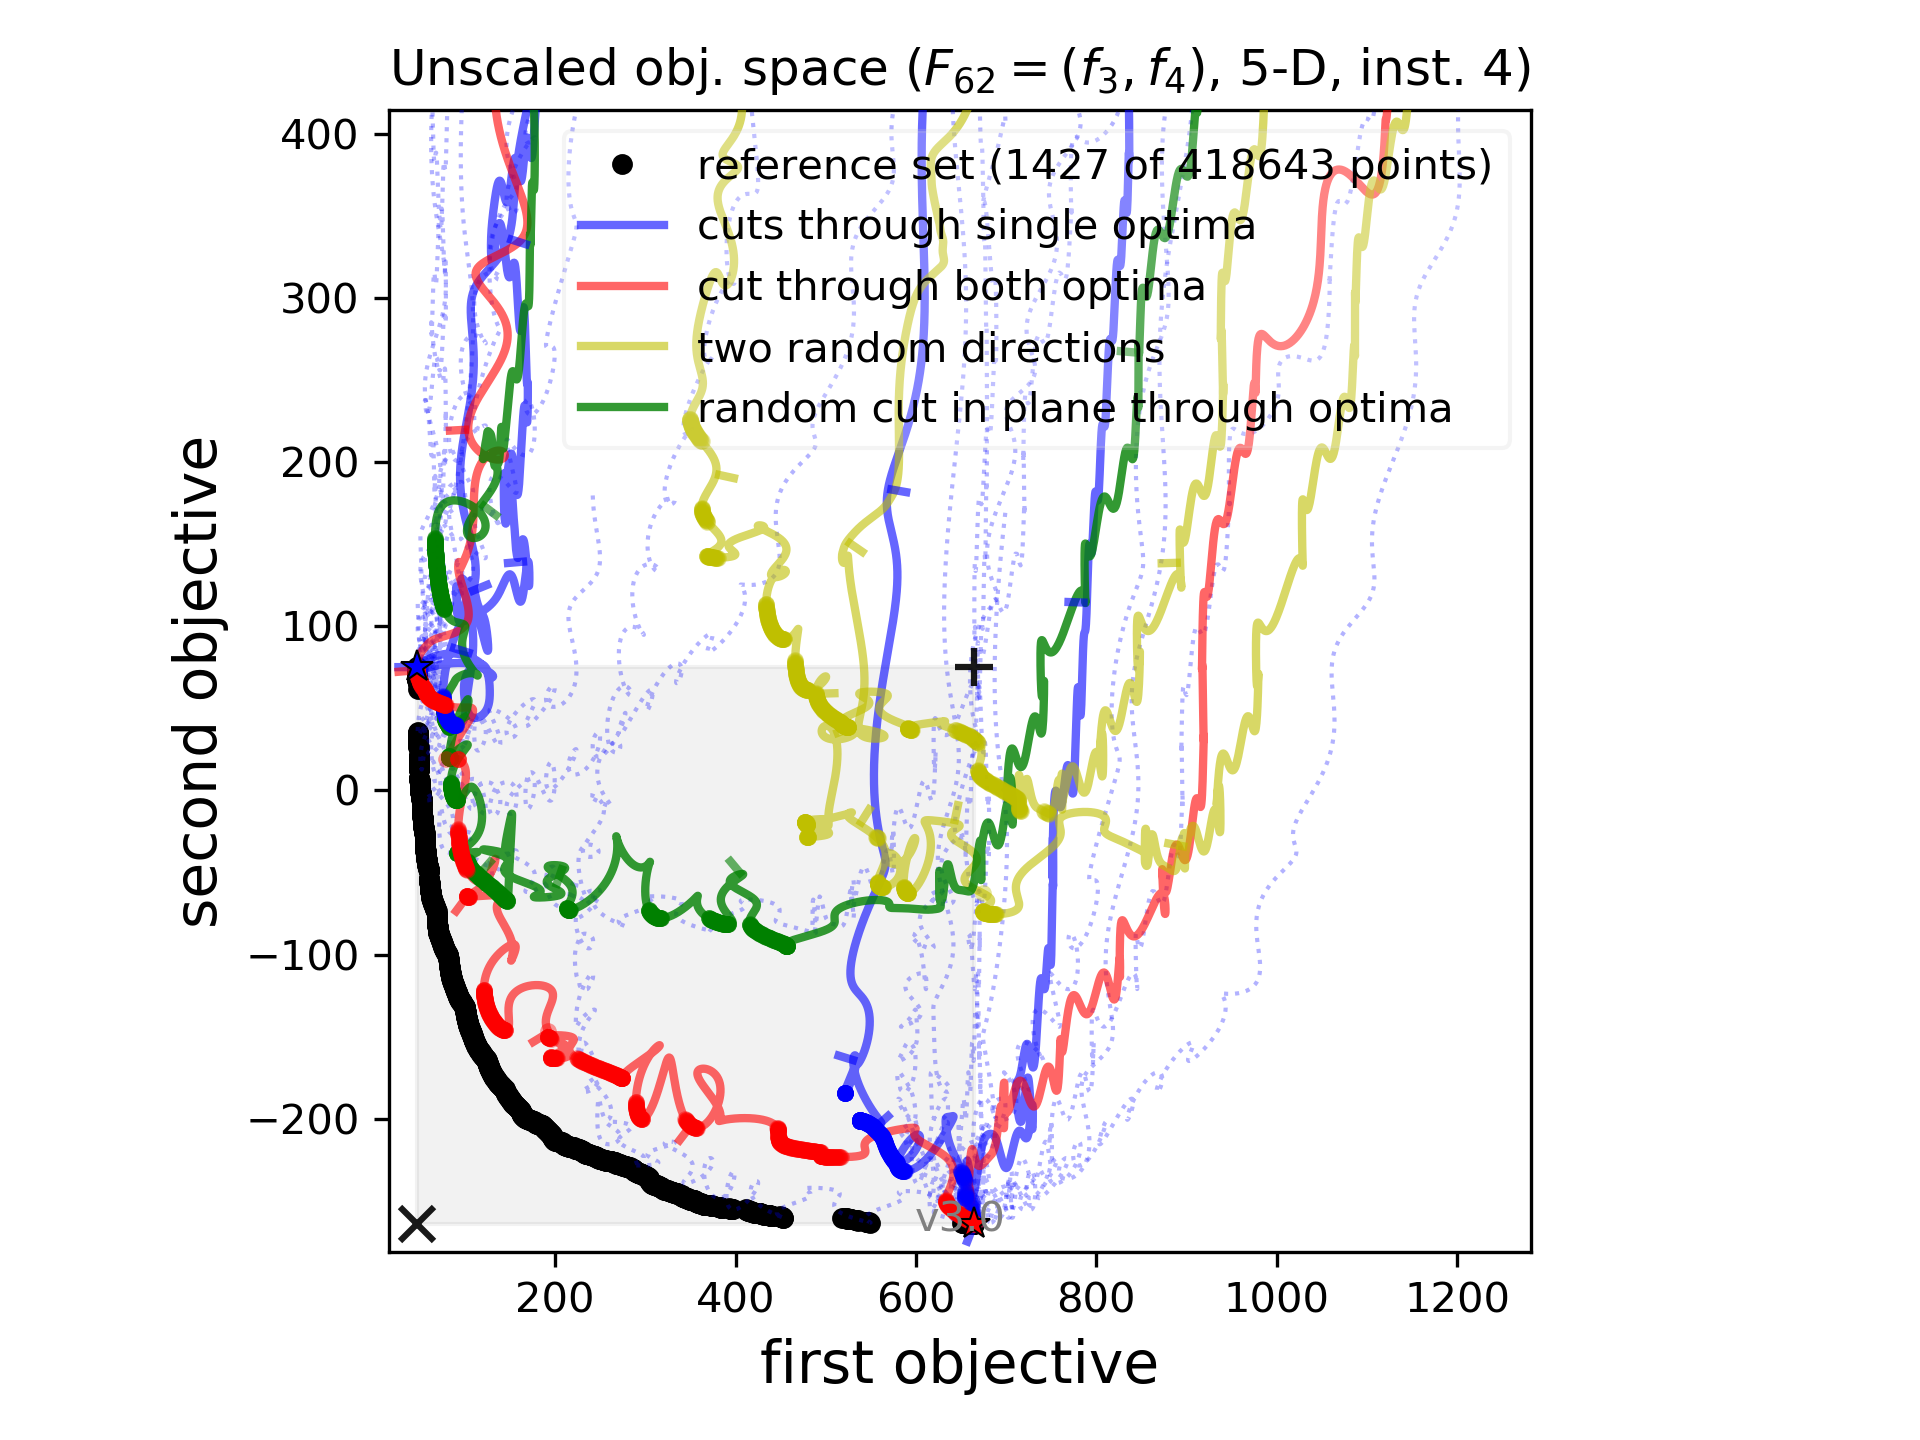 Unscaled obj. space (F₆₂ = (f₃, f₄), 5-D, inst. 4)
400
300
200
100
0
−100
−200
second objective
reference set (1427 of 418643 points)
cuts through single optima
cut through both optima
two random directions
random cut in plane through optima
200
400
600
800
1000
1200
first objective